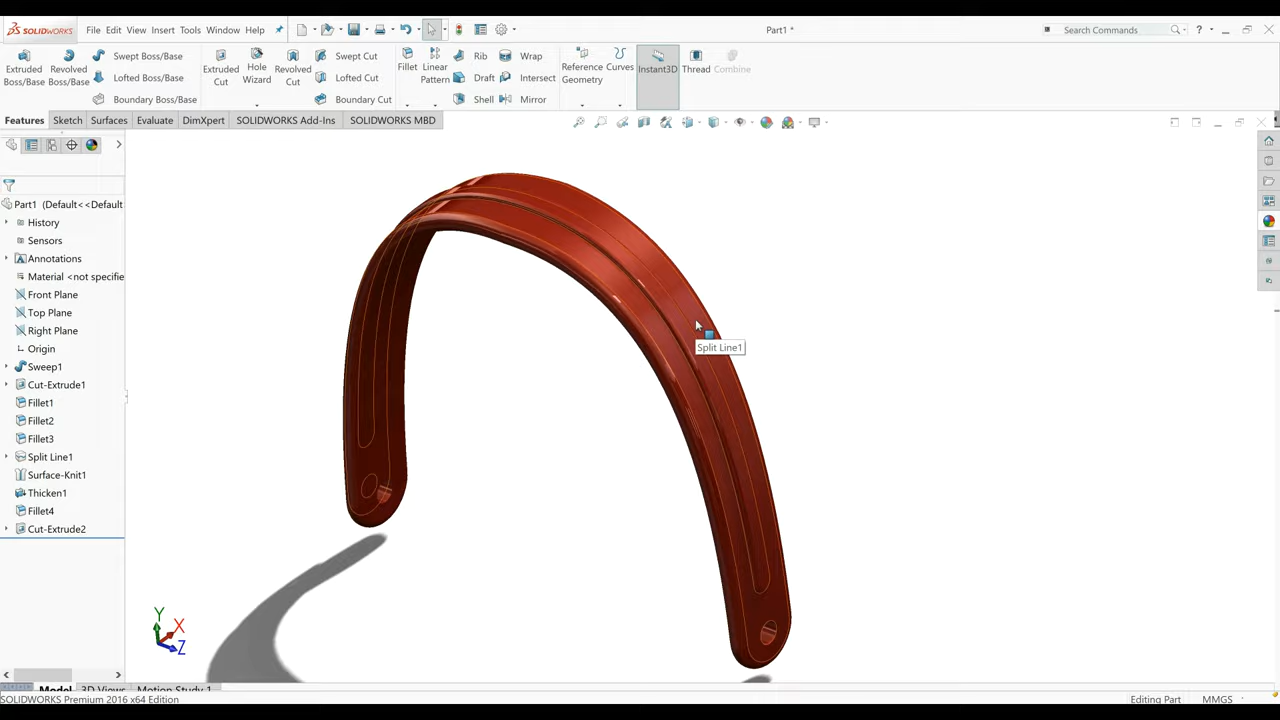 SOLIDWORKS File Edit View Insert Tools Window Help Part1 * Search Commands ?
Extruded Boss/Base
Revolved Boss/Base
Swept Boss/Base
Lofted Boss/Base
Boundary Boss/Base
Extruded Cut
Hole Wizard
Revolved Cut
Swept Cut
Lofted Cut
Boundary Cut
Fillet
Linear Pattern
Rib
Draft
Shell
Wrap
Intersect
Mirror
Reference Geometry
Curves
Instant3D
Thread
Combine
Features Sketch Surfaces Evaluate DimXpert SOLIDWORKS Add-Ins SOLIDWORKS MBD
Part1 (Default<<Default
History
Sensors
Annotations
Material <not specifie
Front Plane
Top Plane
Right Plane
Origin
Sweep1
Cut-Extrude1
Fillet1
Fillet2
Fillet3
Split Line1
Surface-Knit1
Thicken1
Fillet4
Cut-Extrude2
Split Line1
Y
X
Z
Model 3D Views Motion Study 1
SOLIDWORKS Premium 2016 x64 Edition Editing Part MMGS